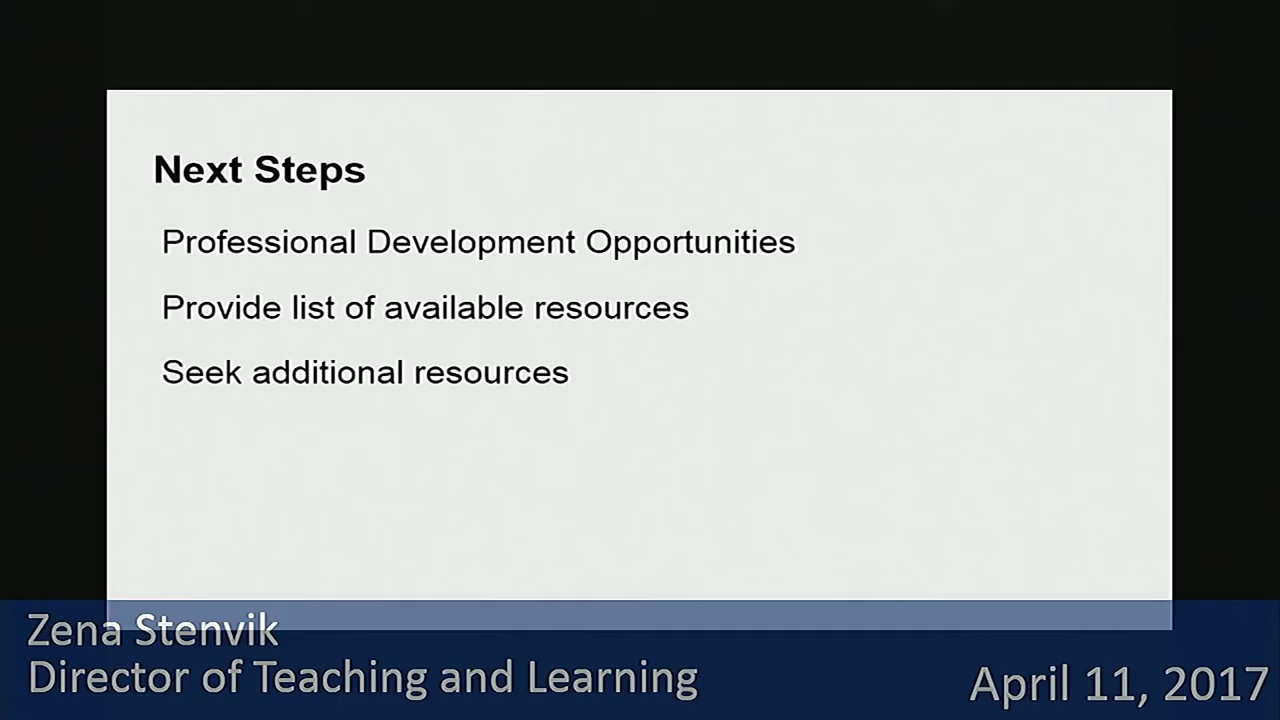 Next Steps
Professional Development Opportunities
Provide list of available resources
Seek additional resources
Zena Stenvik
Director of Teaching and Learning
April 11, 2017